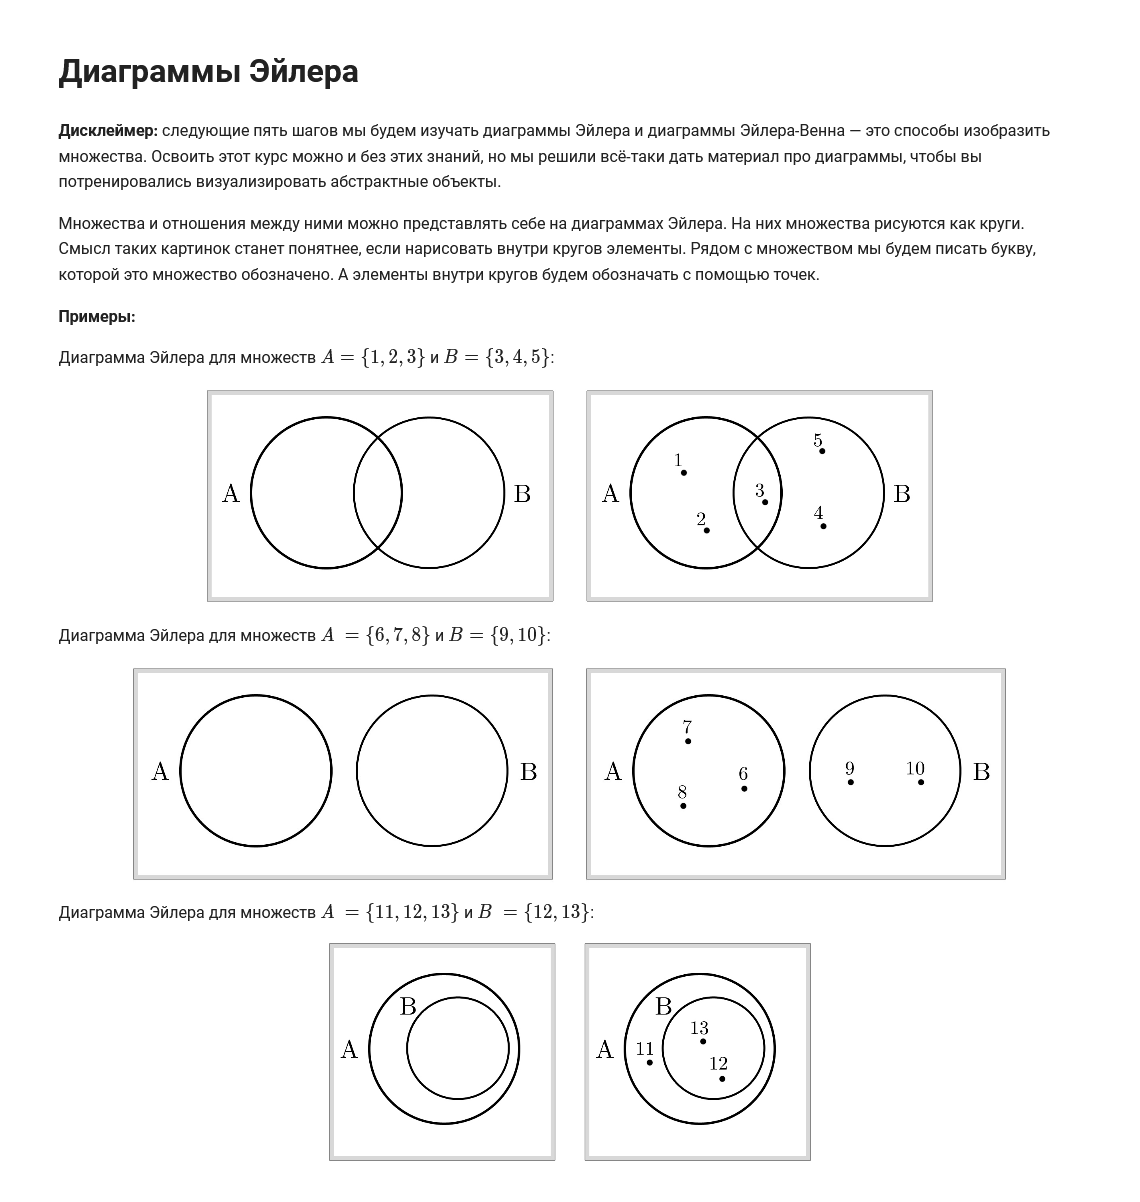 Диаграммы Эйлера
Дисклеймер: следующие пять шагов мы будем изучать диаграммы Эйлера и диаграммы Эйлера-Венна — это способы изобразить
множества. Освоить этот курс можно и без этих знаний, но мы решили всё-таки дать материал про диаграммы, чтобы вы
потренировались визуализировать абстрактные объекты.
Множества и отношения между ними можно представлять себе на диаграммах Эйлера. На них множества рисуются как круги.
Смысл таких картинок станет понятнее, если нарисовать внутри кругов элементы. Рядом с множеством мы будем писать букву,
которой это множество обозначено. А элементы внутри кругов будем обозначать с помощью точек.
Примеры:
Диаграмма Эйлера для множеств A = {1, 2, 3} и B = {3, 4, 5}:
A B
A 1 2 3 5 4 B
Диаграмма Эйлера для множеств A = {6, 7, 8} и B = {9, 10}:
A B
A 7 8 6 9 10 B
Диаграмма Эйлера для множеств A = {11, 12, 13} и B = {12, 13}:
A B
A B 11 13 12